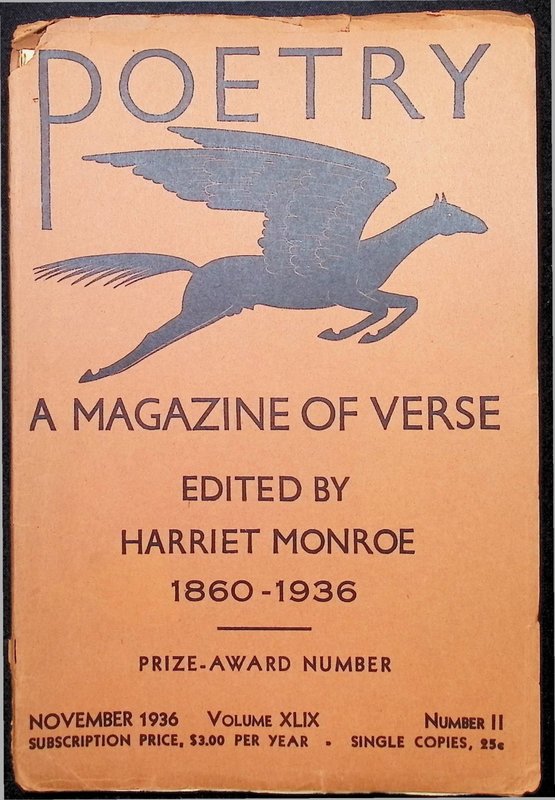 POETRY
A MAGAZINE OF VERSE
EDITED BY
HARRIET MONROE
1860-1936
PRIZE-AWARD NUMBER
NOVEMBER 1936 VOLUME XLIX NUMBER II
SUBSCRIPTION PRICE, $3.00 PER YEAR - SINGLE COPIES, 25c